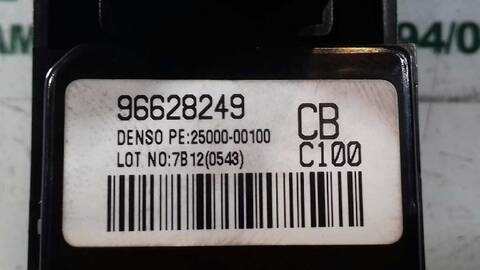 96628249
CB
DENSO PE:25000-00100
LOT NO:7B12(0543)
C100